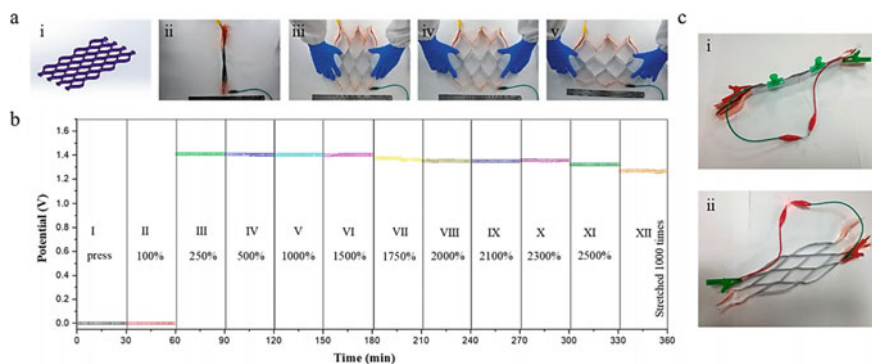 a
i
ii
iii
iv
v
b
Potential (V)
1.6
1.4
1.2
1.0
0.8
0.6
0.4
0.2
0.0
I
II
III
IV
V
VI
VII
VIII
IX
X
XI
XII
press
100%
250%
500%
1000%
1500%
1750%
2000%
2100%
2300%
2500%
Stretched 1000 times
0
30
60
90
120
150
180
210
240
270
300
330
360
Time (min)
c
i
ii